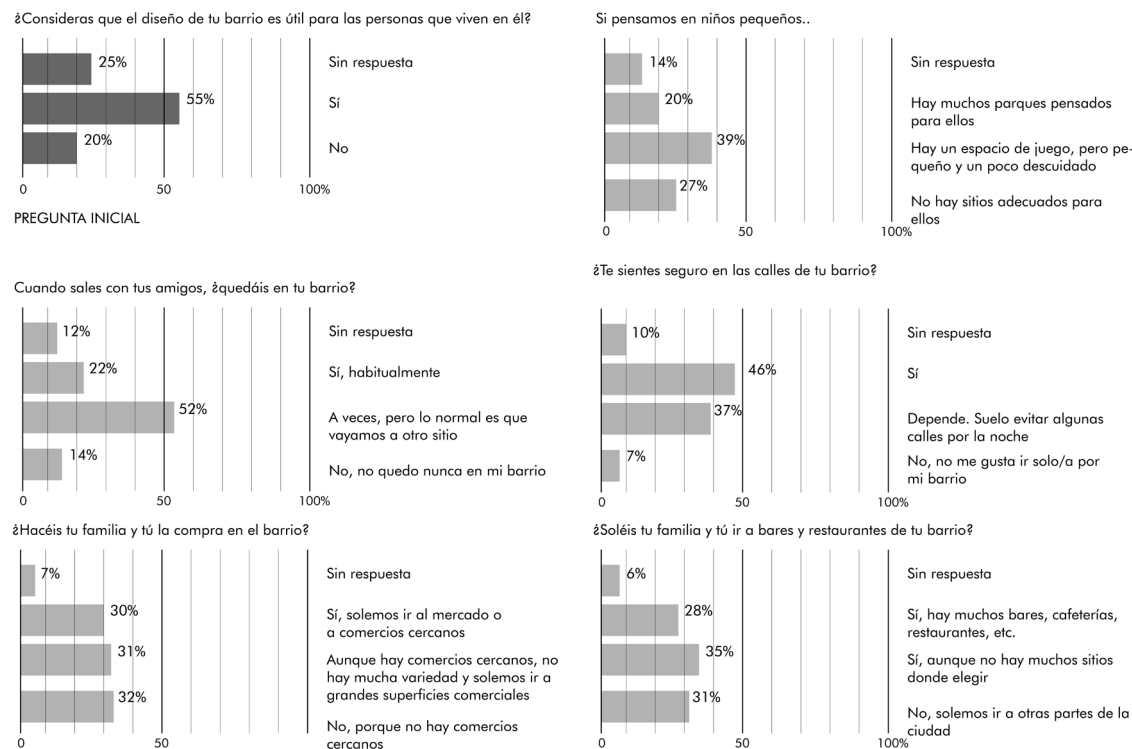 ¿Consideras que el diseño de tu barrio es útil para las personas que viven en él?
25%
Sin respuesta
55%
Sí
20%
No
0
50
100%
PREGUNTA INICIAL
Si pensamos en niños pequeños..
14%
Sin respuesta
20%
Hay muchos parques pensados
para ellos
39%
Hay un espacio de juego, pero pe-
queño y un poco descuidado
27%
No hay sitios adecuados para
ellos
0
50
100%
Cuando sales con tus amigos, ¿quedáis en tu barrio?
12%
Sin respuesta
22%
Sí, habitualmente
52%
A veces, pero lo normal es que
vayamos a otro sitio
14%
No, no quedo nunca en mi barrio
0
50
100%
¿Te sientes seguro en las calles de tu barrio?
10%
Sin respuesta
46%
Sí
37%
Depende. Suelo evitar algunas
calles por la noche
7%
No, no me gusta ir solo/a por
mi barrio
0
50
100%
¿Hacéis tu familia y tú la compra en el barrio?
7%
Sin respuesta
30%
Sí, solemos ir al mercado o
a comercios cercanos
31%
Aunque hay comercios cercanos, no
hay mucha variedad y solemos ir a
grandes superficies comerciales
32%
No, porque no hay comercios
cercanos
0
50
¿Soléis tu familia y tú ir a bares y restaurantes de tu barrio?
6%
Sin respuesta
28%
Sí, hay muchos bares, cafeterías,
restaurantes, etc.
35%
Sí, aunque no hay muchos sitios
donde elegir
31%
No, solemos ir a otras partes de la
ciudad
0
50
100%